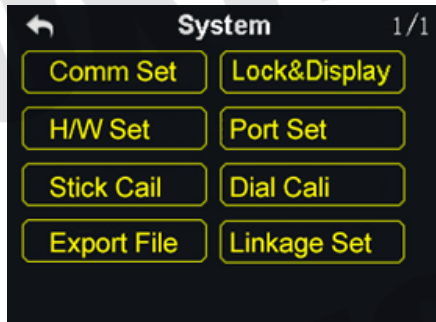 System 1/1
Comm Set Lock&Display
H/W Set Port Set
Stick Cail Dial Cali
Export File Linkage Set